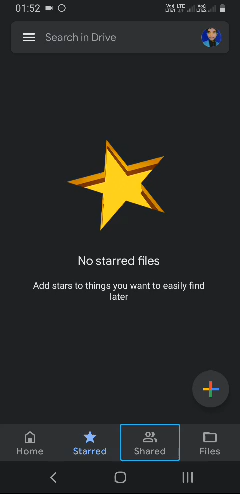 01:52
Search in Drive
No starred files
Add stars to things you want to easily find
later
Home
Starred
Shared
Files